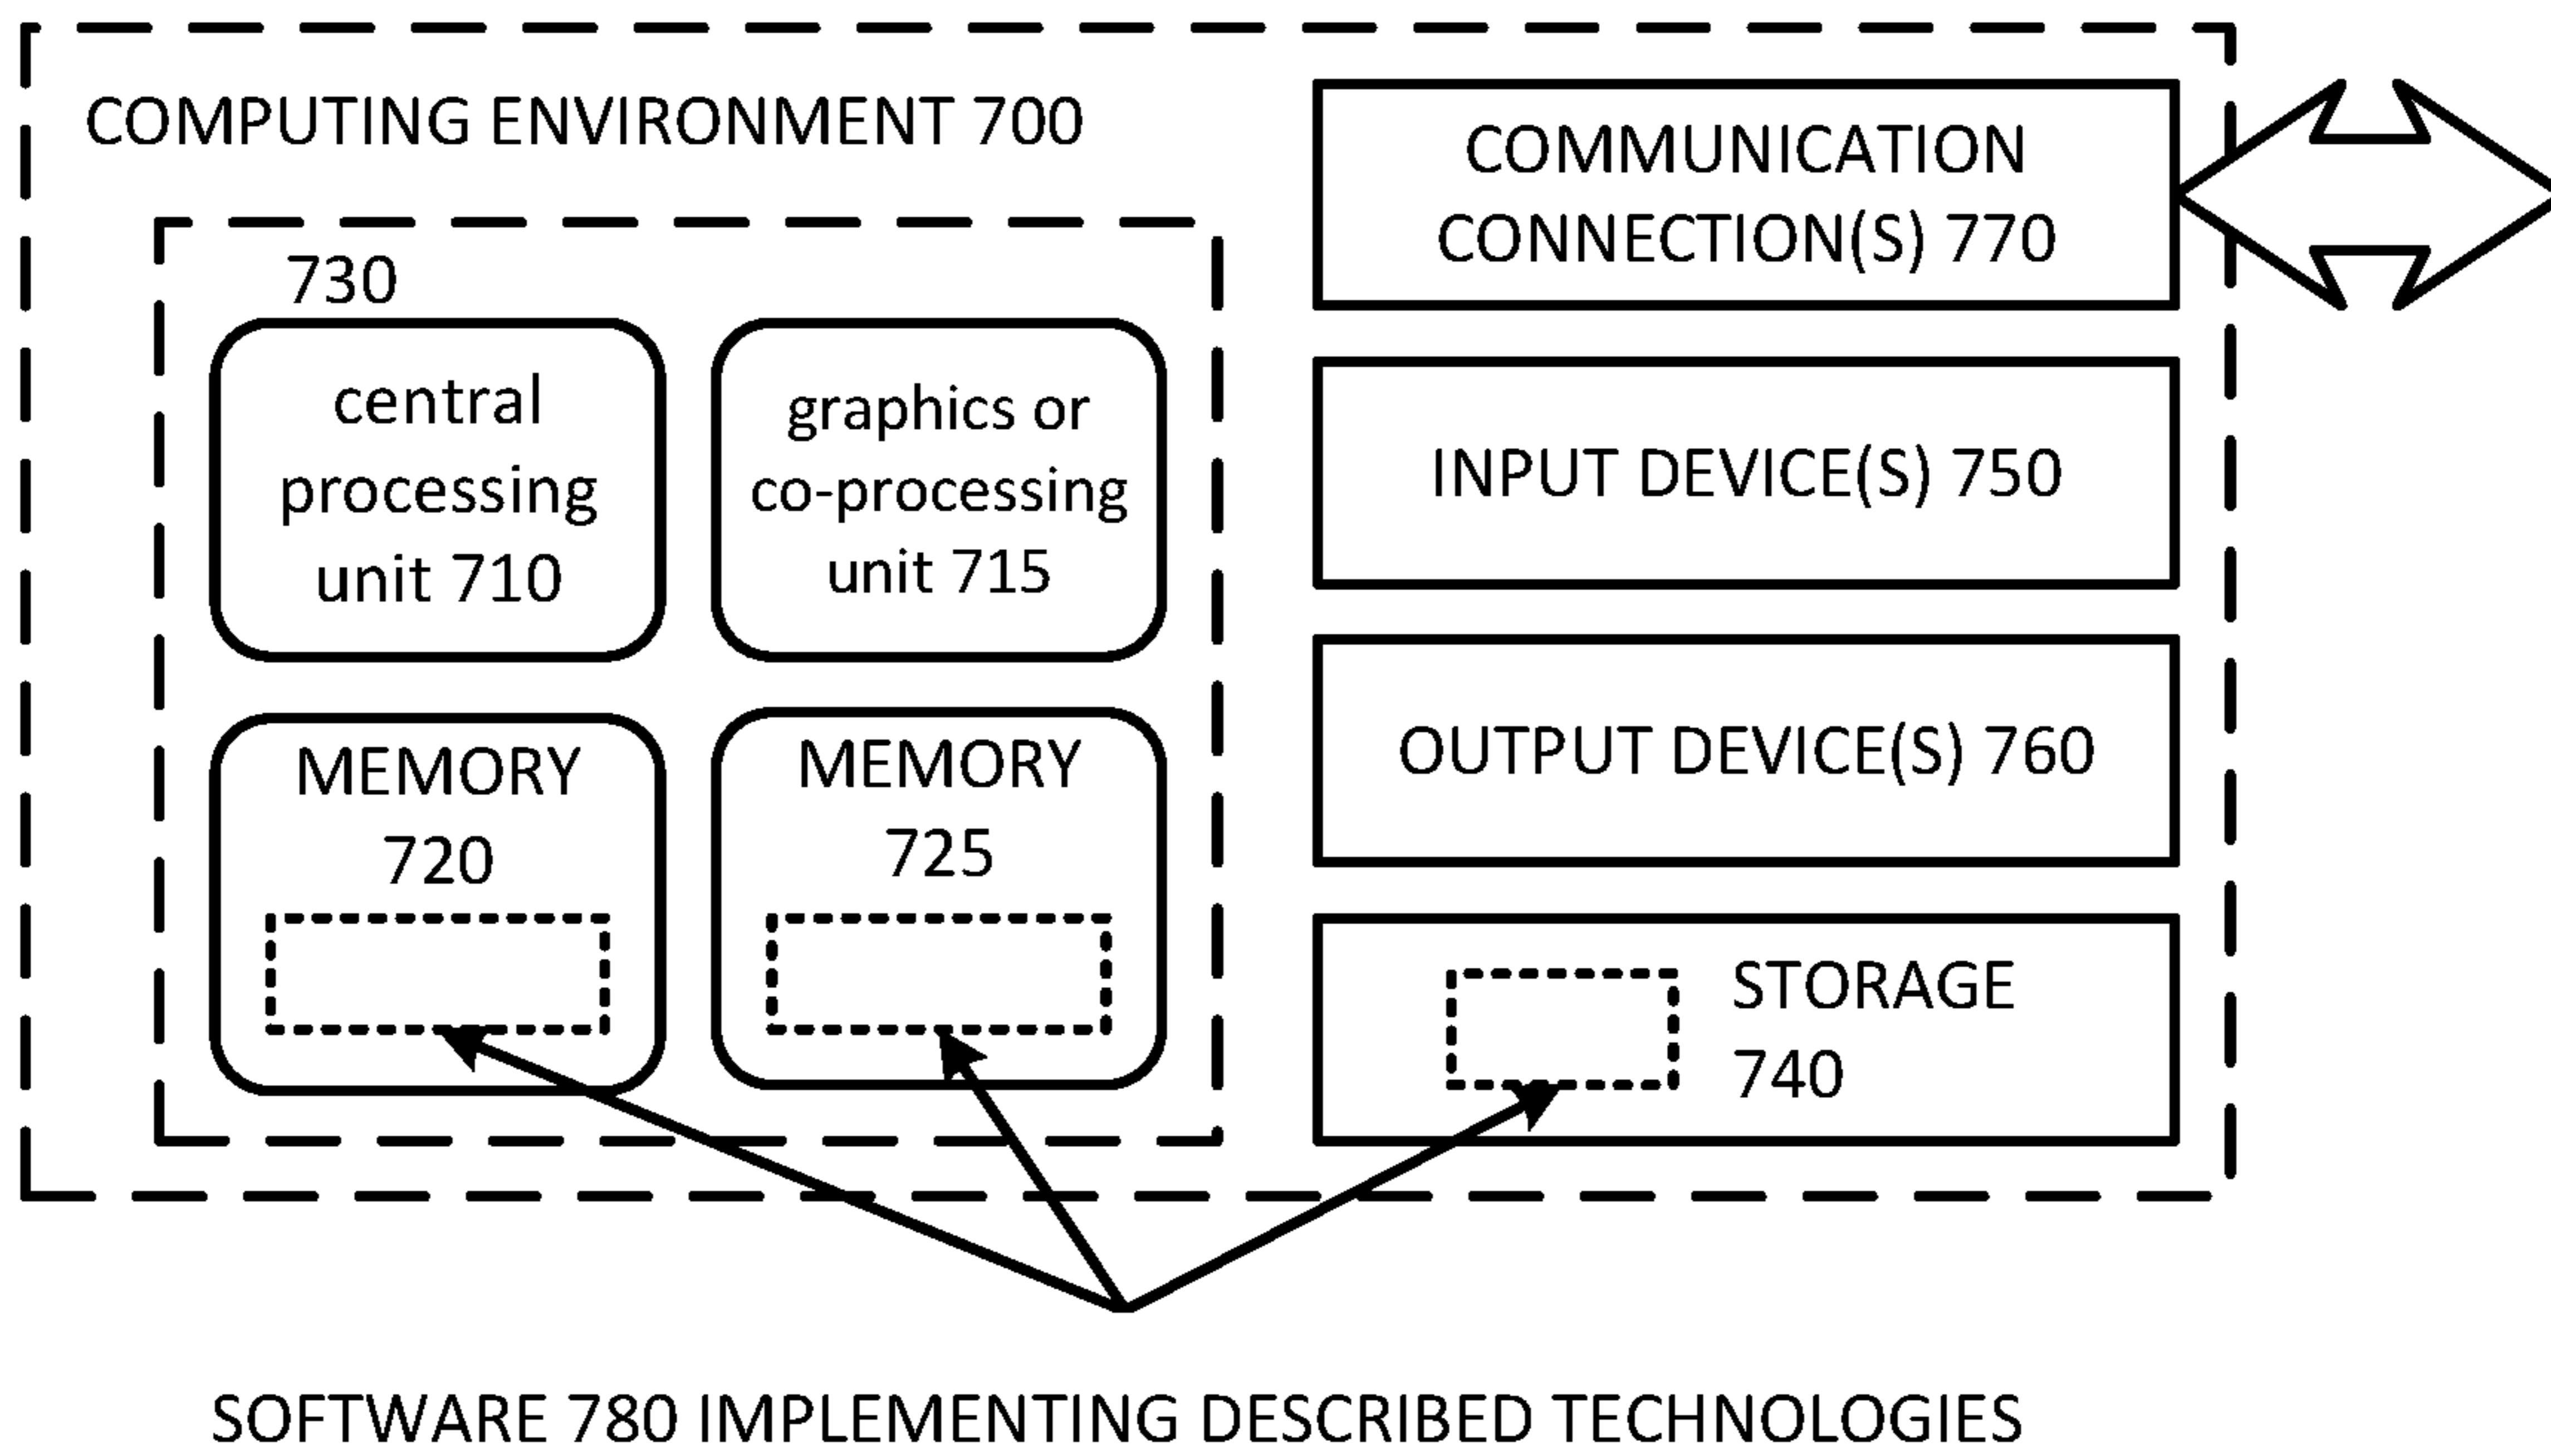 COMPUTING ENVIRONMENT 700
730
central
processing
unit 710
graphics or
co-processing
unit 715
MEMORY
720
MEMORY
725
COMMUNICATION
CONNECTION(S) 770
INPUT DEVICE(S) 750
OUTPUT DEVICE(S) 760
STORAGE
740
SOFTWARE 780 IMPLEMENTING DESCRIBED TECHNOLOGIES